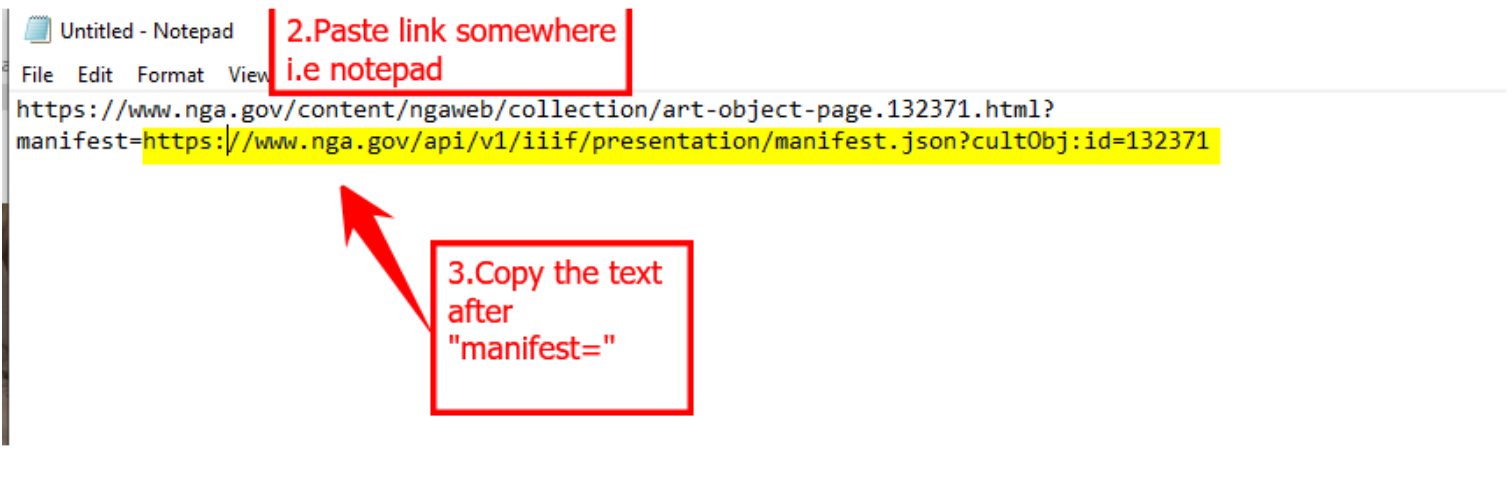 Untitled - Notepad
2.Paste link somewhere
i.e notepad
File Edit Format View
https://www.nga.gov/content/ngaweb/collection/art-object-page.132371.html?
manifest=https://www.nga.gov/api/v1/iiif/presentation/manifest.json?cultObj:id=132371
3.Copy the text
after
"manifest="